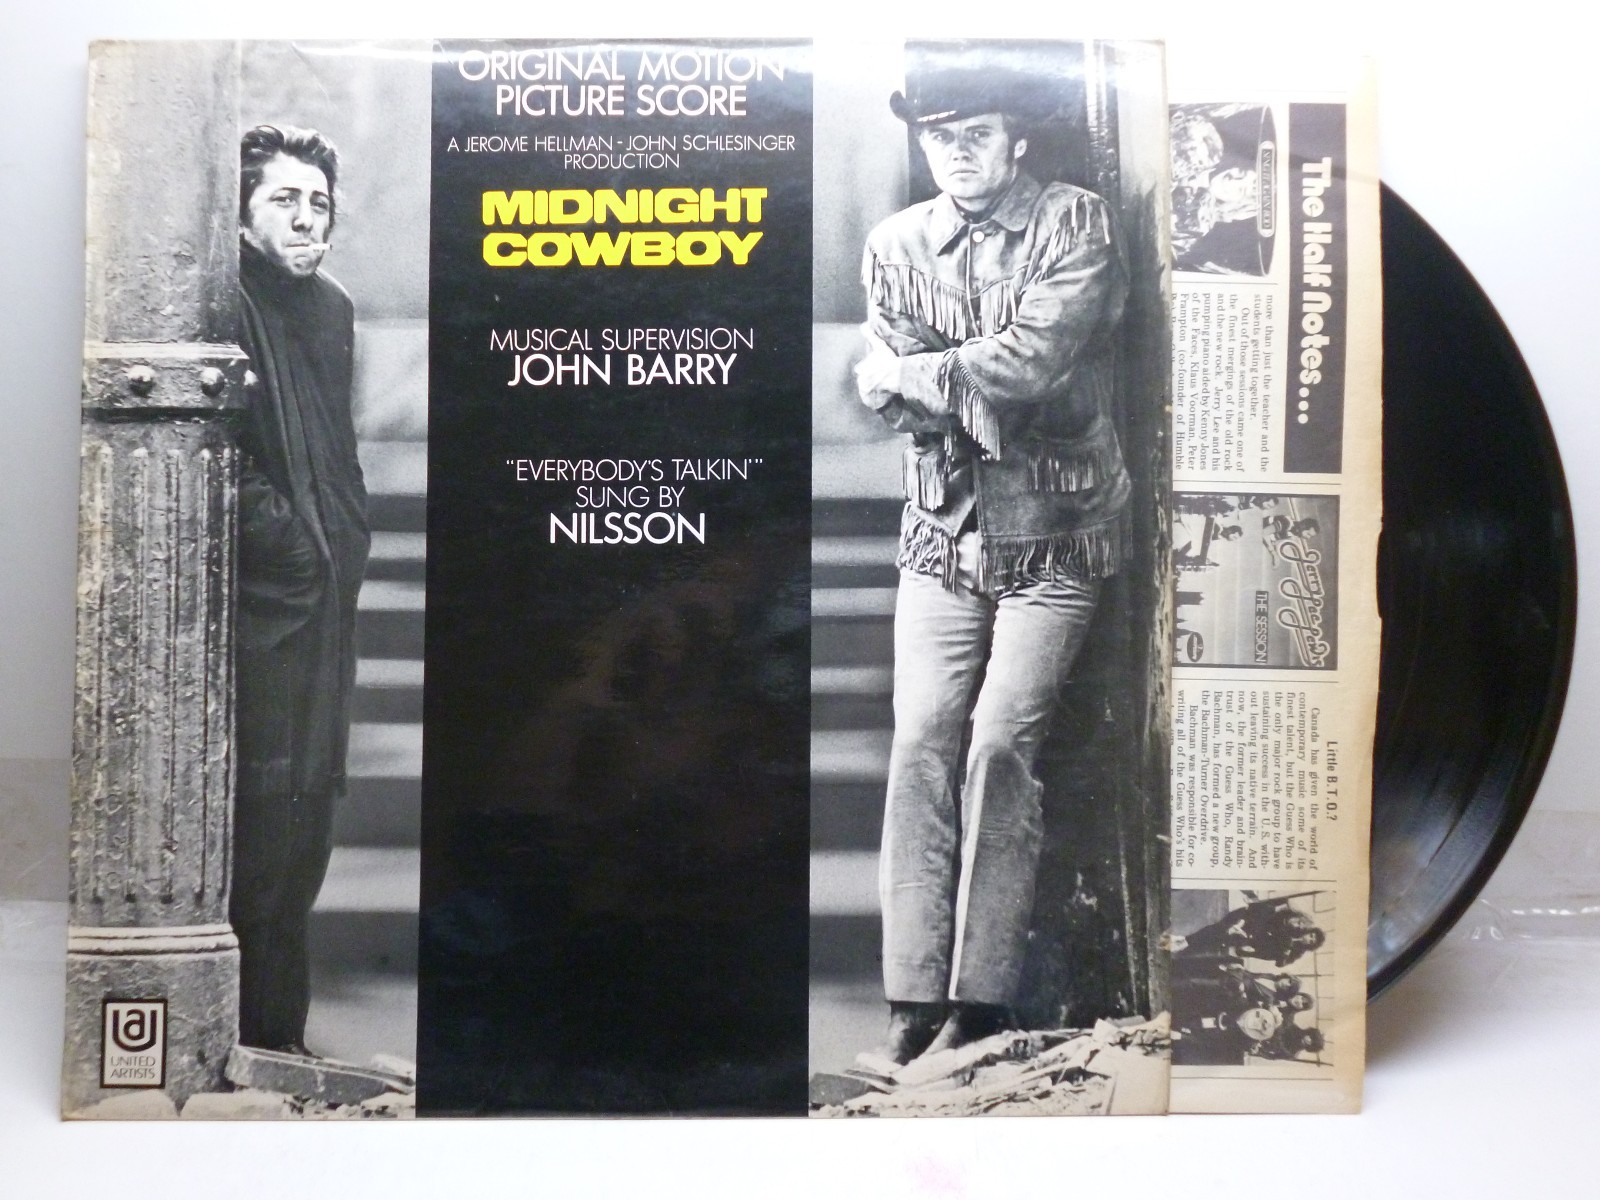 ORIGINAL MOTION
PICTURE SCORE
A JEROME HELLMAN - JOHN SCHLESINGER
PRODUCTION
MIDNIGHT
COWBOY
MUSICAL SUPERVISION
JOHN BARRY
"EVERYBODY'S TALKIN'"
SUNG BY
NILSSON
UNITED
ARTISTS
The Half Notes...
more than just the teacher and the
students getting together.
Out of those sessions came one of
the finest mergings of the old rock
and the new rock. Jerry Lee and his
pumping piano aided by Kenny Jones
of the Faces, Klaus Voorman, Peter
Frampton (co-founder of Humble
THE SESSION
Little B.T.O.?
Canada has given the world of
contemporary music some of its
finest talent, but the Guess Who is
the only major rock group to have
sustaining success in the U.S. with-
out leaving its native terrain. And
now, the former leader and brain-
trust of the Guess Who, Randy
Bachman, has formed a new group,
the Bachman-Turner Overdrive.
Bachman was responsible for co-
writing all of the Guess Who's hits